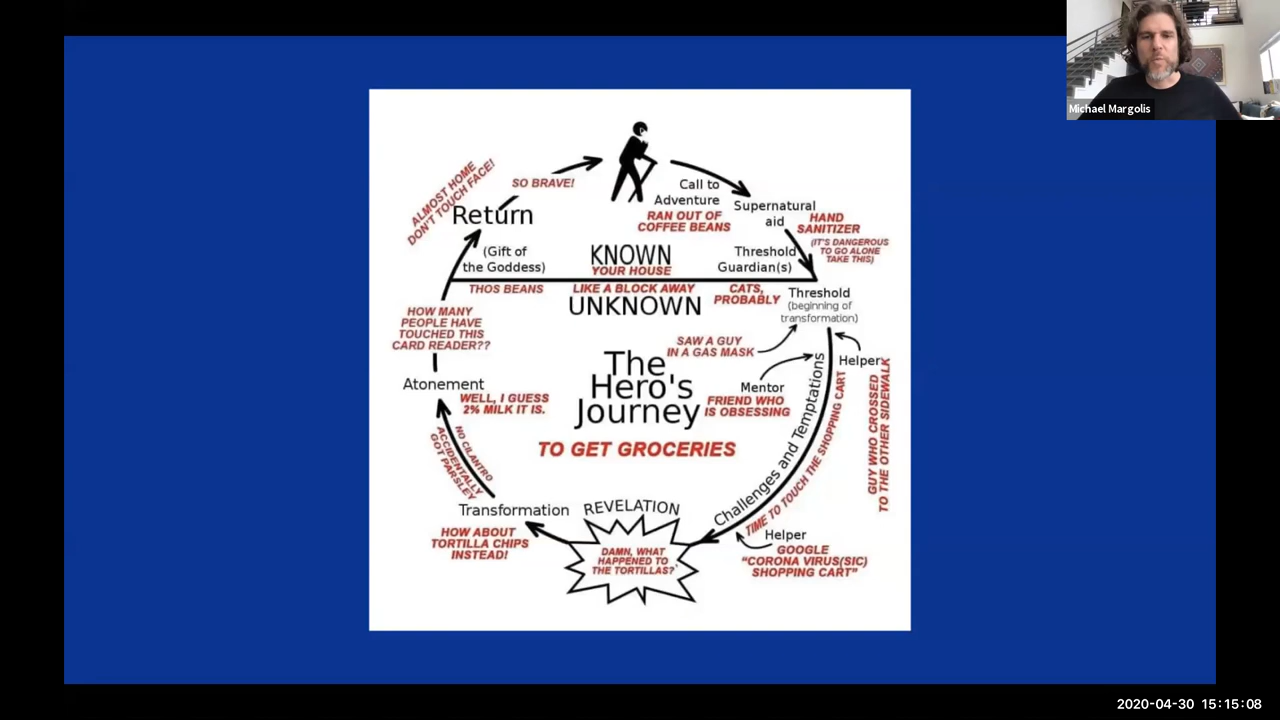 Michael Margolis
ALMOST HOME
DON'T TOUCH FACE!
SO BRAVE!
Return
Call to
Adventure
RAN OUT OF
COFFEE BEANS
Supernatural
aid
HAND
SANITIZER
(IT'S DANGEROUS
TO GO ALONE
TAKE THIS)
(Gift of
the Goddess)
KNOWN
YOUR HOUSE
Threshold
Guardian(s)
THOS BEANS
LIKE A BLOCK AWAY
UNKNOWN
CATS,
PROBABLY
Threshold
(beginning of
transformation)
HOW MANY
PEOPLE HAVE
TOUCHED THIS
CARD READER??
SAW A GUY
IN A GAS MASK
Helper
GUY WHO CROSSED
TO THE OTHER SIDEWALK
The
Hero's
Journey
TO GET GROCERIES
Mentor
FRIEND WHO
IS OBSESSING
Challenges and Temptations
TIME TO TOUCH THE SHOPPING CART
Atonement
WELL, I GUESS
2% MILK IT IS.
NO CILANTRO
ACCIDENTALLY
GOT PARSLEY
Transformation
HOW ABOUT
TORTILLA CHIPS
INSTEAD!
REVELATION
DAMN, WHAT
HAPPENED TO
THE TORTILLAS?
Helper
GOOGLE
"CORONA VIRUS(SIC)
SHOPPING CART"
2020-04-30 15:15:08